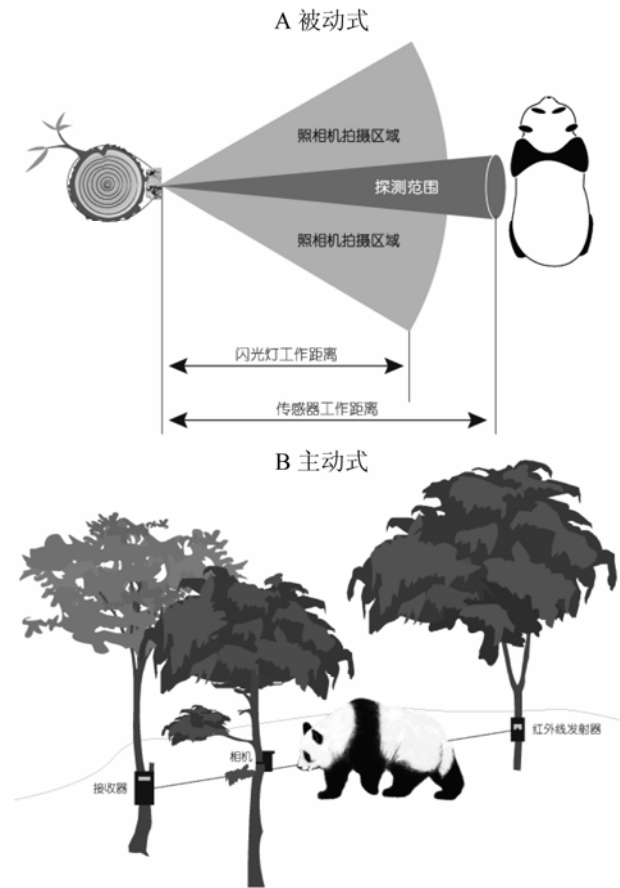 A 被动式
照相机拍摄区域
探测范围
照相机拍摄区域
闪光灯工作距离
传感器工作距离
B 主动式
红外线发射器
相机
接收器